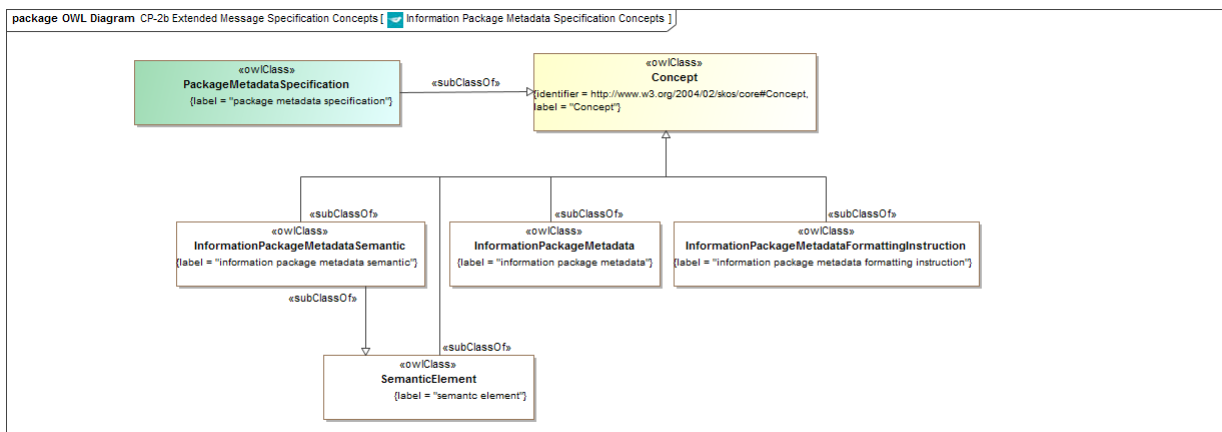 package OWL Diagram CP-2b Extended Message Specification Concepts [ Information Package Metadata Specification Concepts ]
«owlClass»
PackageMetadataSpecification
{label = "package metadata specification"}
«subClassOf»
«owlClass»
Concept
{identifier = http://www.w3.org/2004/02/skos/core#Concept,
label = "Concept"}
«subClassOf»
«owlClass»
InformationPackageMetadataSemantic
{label = "information package metadata semantic"}
«subClassOf»
«owlClass»
InformationPackageMetadata
{label = "information package metadata"}
«subClassOf»
«owlClass»
InformationPackageMetadataFormattingInstruction
{label = "information package metadata formatting instruction"}
«subClassOf»
«subClassOf»
«owlClass»
SemanticElement
{label = "semantc element"}